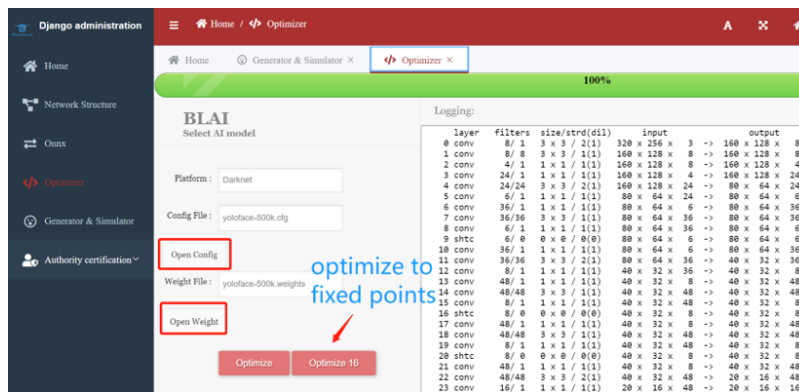 Django administration
Home / </> Optimizer
A
Home
Generator & Simulator ×
</> Optimizer ×
100%
Home
Network Structure
Onnx
</> Optimizer
Generator & Simulator
Authority certification
BLAI
Select AI model
Platform :
Darknet
Config File :
yoloface-500k.cfg
Open Config
optimize to
fixed points
Weight File :
yoloface-500k.weights
Open Weight
Optimize
Optimize 16
Logging:
layer filters size/strd(dil) input output
0 conv 8/ 1 3 x 3 / 2(1) 320 x 256 x 3 -> 160 x 128 x 8
1 conv 8/ 8 3 x 3 / 1(1) 160 x 128 x 8 -> 160 x 128 x 8
2 conv 4/ 1 1 x 1 / 1(1) 160 x 128 x 8 -> 160 x 128 x 4
3 conv 24/ 1 1 x 1 / 1(1) 160 x 128 x 4 -> 160 x 128 x 24
4 conv 24/24 3 x 3 / 2(1) 160 x 128 x 24 -> 80 x 64 x 24
5 conv 6/ 1 1 x 1 / 1(1) 80 x 64 x 24 -> 80 x 64 x 6
6 conv 36/ 1 1 x 1 / 1(1) 80 x 64 x 6 -> 80 x 64 x 36
7 conv 36/36 3 x 3 / 1(1) 80 x 64 x 36 -> 80 x 64 x 36
8 conv 6/ 1 1 x 1 / 1(1) 80 x 64 x 36 -> 80 x 64 x 6
9 shtc 6/ 0 0 x 0 / 0(0) 80 x 64 x 6 -> 80 x 64 x 6
10 conv 36/ 1 1 x 1 / 1(1) 80 x 64 x 6 -> 80 x 64 x 36
11 conv 36/36 3 x 3 / 2(1) 80 x 64 x 36 -> 40 x 32 x 36
12 conv 8/ 1 1 x 1 / 1(1) 40 x 32 x 36 -> 40 x 32 x 8
13 conv 48/ 1 1 x 1 / 1(1) 40 x 32 x 8 -> 40 x 32 x 48
14 conv 48/48 3 x 3 / 1(1) 40 x 32 x 48 -> 40 x 32 x 48
15 conv 8/ 1 1 x 1 / 1(1) 40 x 32 x 48 -> 40 x 32 x 8
16 shtc 8/ 0 0 x 0 / 0(0) 40 x 32 x 8 -> 40 x 32 x 8
17 conv 48/ 1 1 x 1 / 1(1) 40 x 32 x 8 -> 40 x 32 x 48
18 conv 48/48 3 x 3 / 1(1) 40 x 32 x 48 -> 40 x 32 x 48
19 conv 8/ 1 1 x 1 / 1(1) 40 x 32 x 48 -> 40 x 32 x 8
20 shtc 8/ 0 0 x 0 / 0(0) 40 x 32 x 8 -> 40 x 32 x 8
21 conv 48/ 1 1 x 1 / 1(1) 40 x 32 x 8 -> 40 x 32 x 48
22 conv 48/48 3 x 3 / 2(1) 40 x 32 x 48 -> 20 x 16 x 48
23 conv 16/ 1 1 x 1 / 1(1) 20 x 16 x 48 -> 20 x 16 x